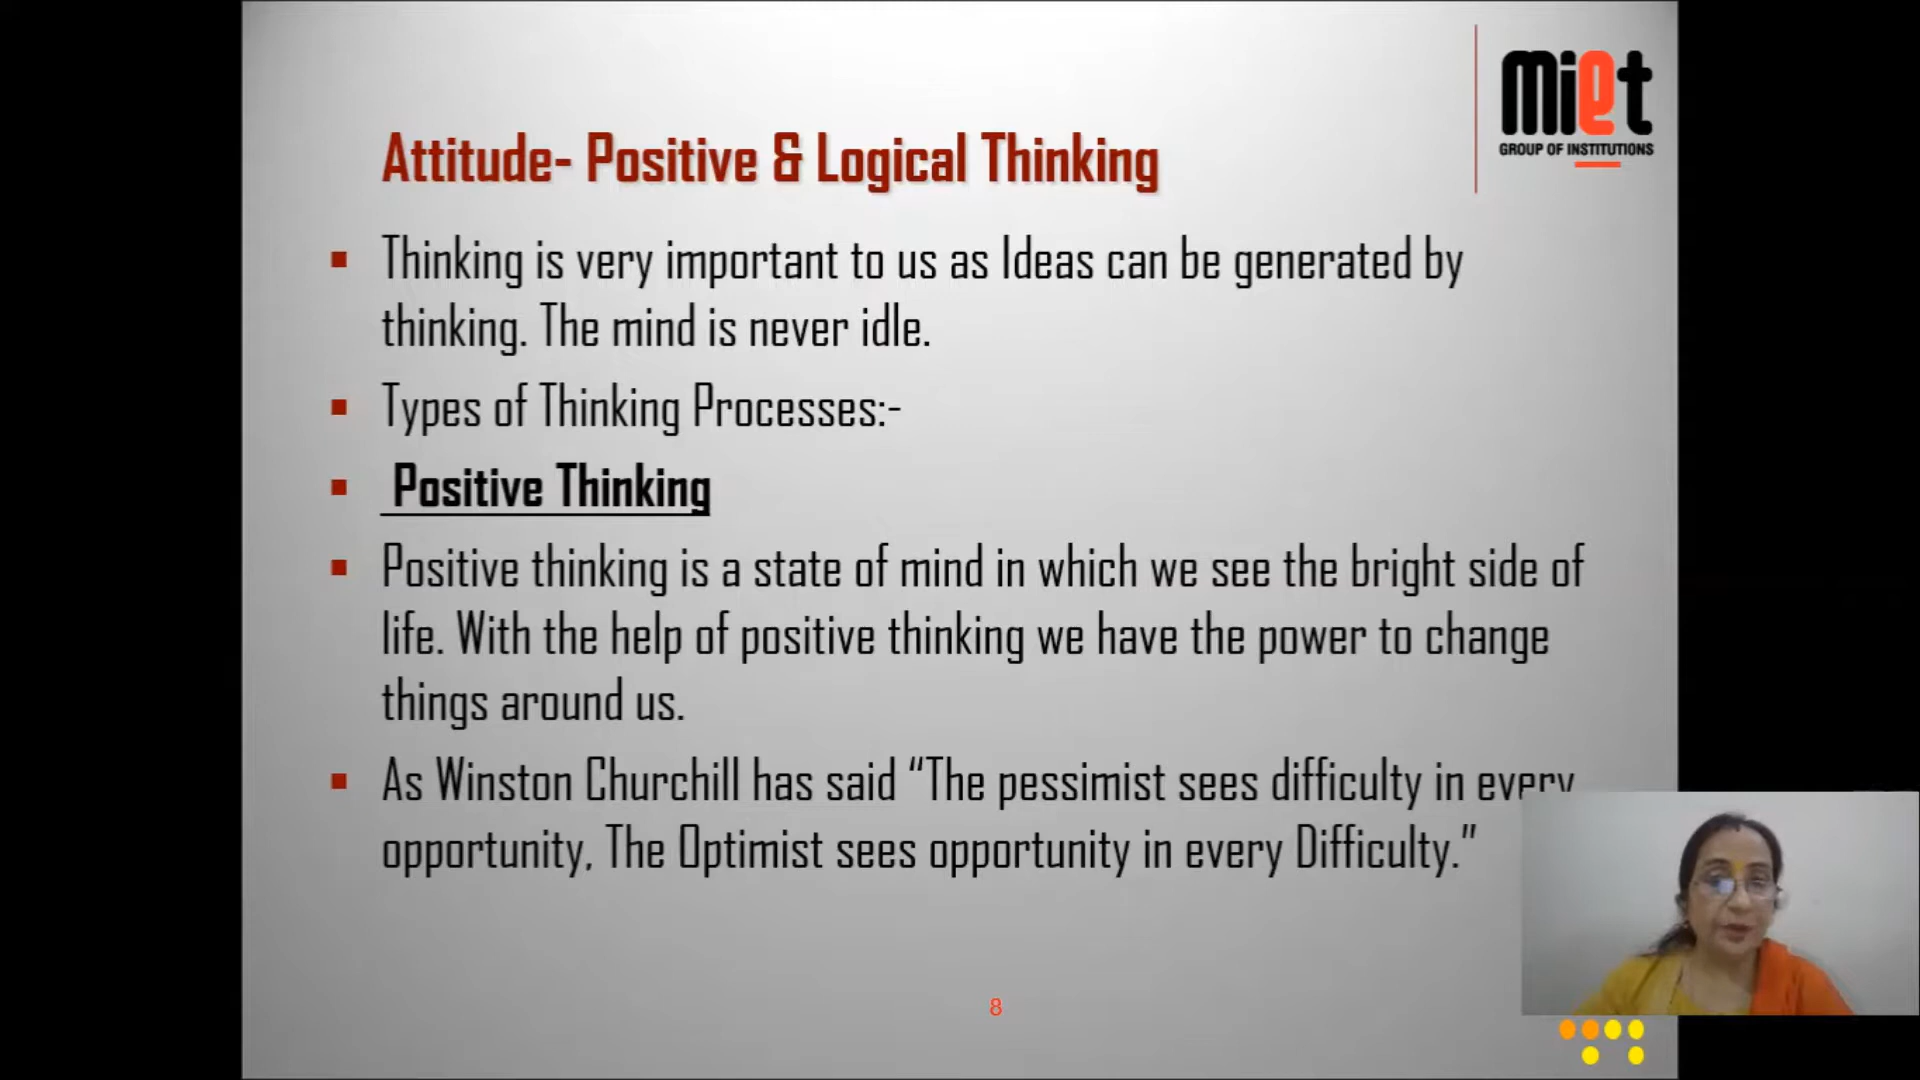 miet
GROUP OF INSTITUTIONS
Attitude- Positive & Logical Thinking
▪ Thinking is very important to us as Ideas can be generated by
thinking. The mind is never idle.
▪ Types of Thinking Processes:-
▪ Positive Thinking
▪ Positive thinking is a state of mind in which we see the bright side of
life. With the help of positive thinking we have the power to change
things around us.
▪ As Winston Churchill has said “The pessimist sees difficulty in every
opportunity, The Optimist sees opportunity in every Difficulty.”
8